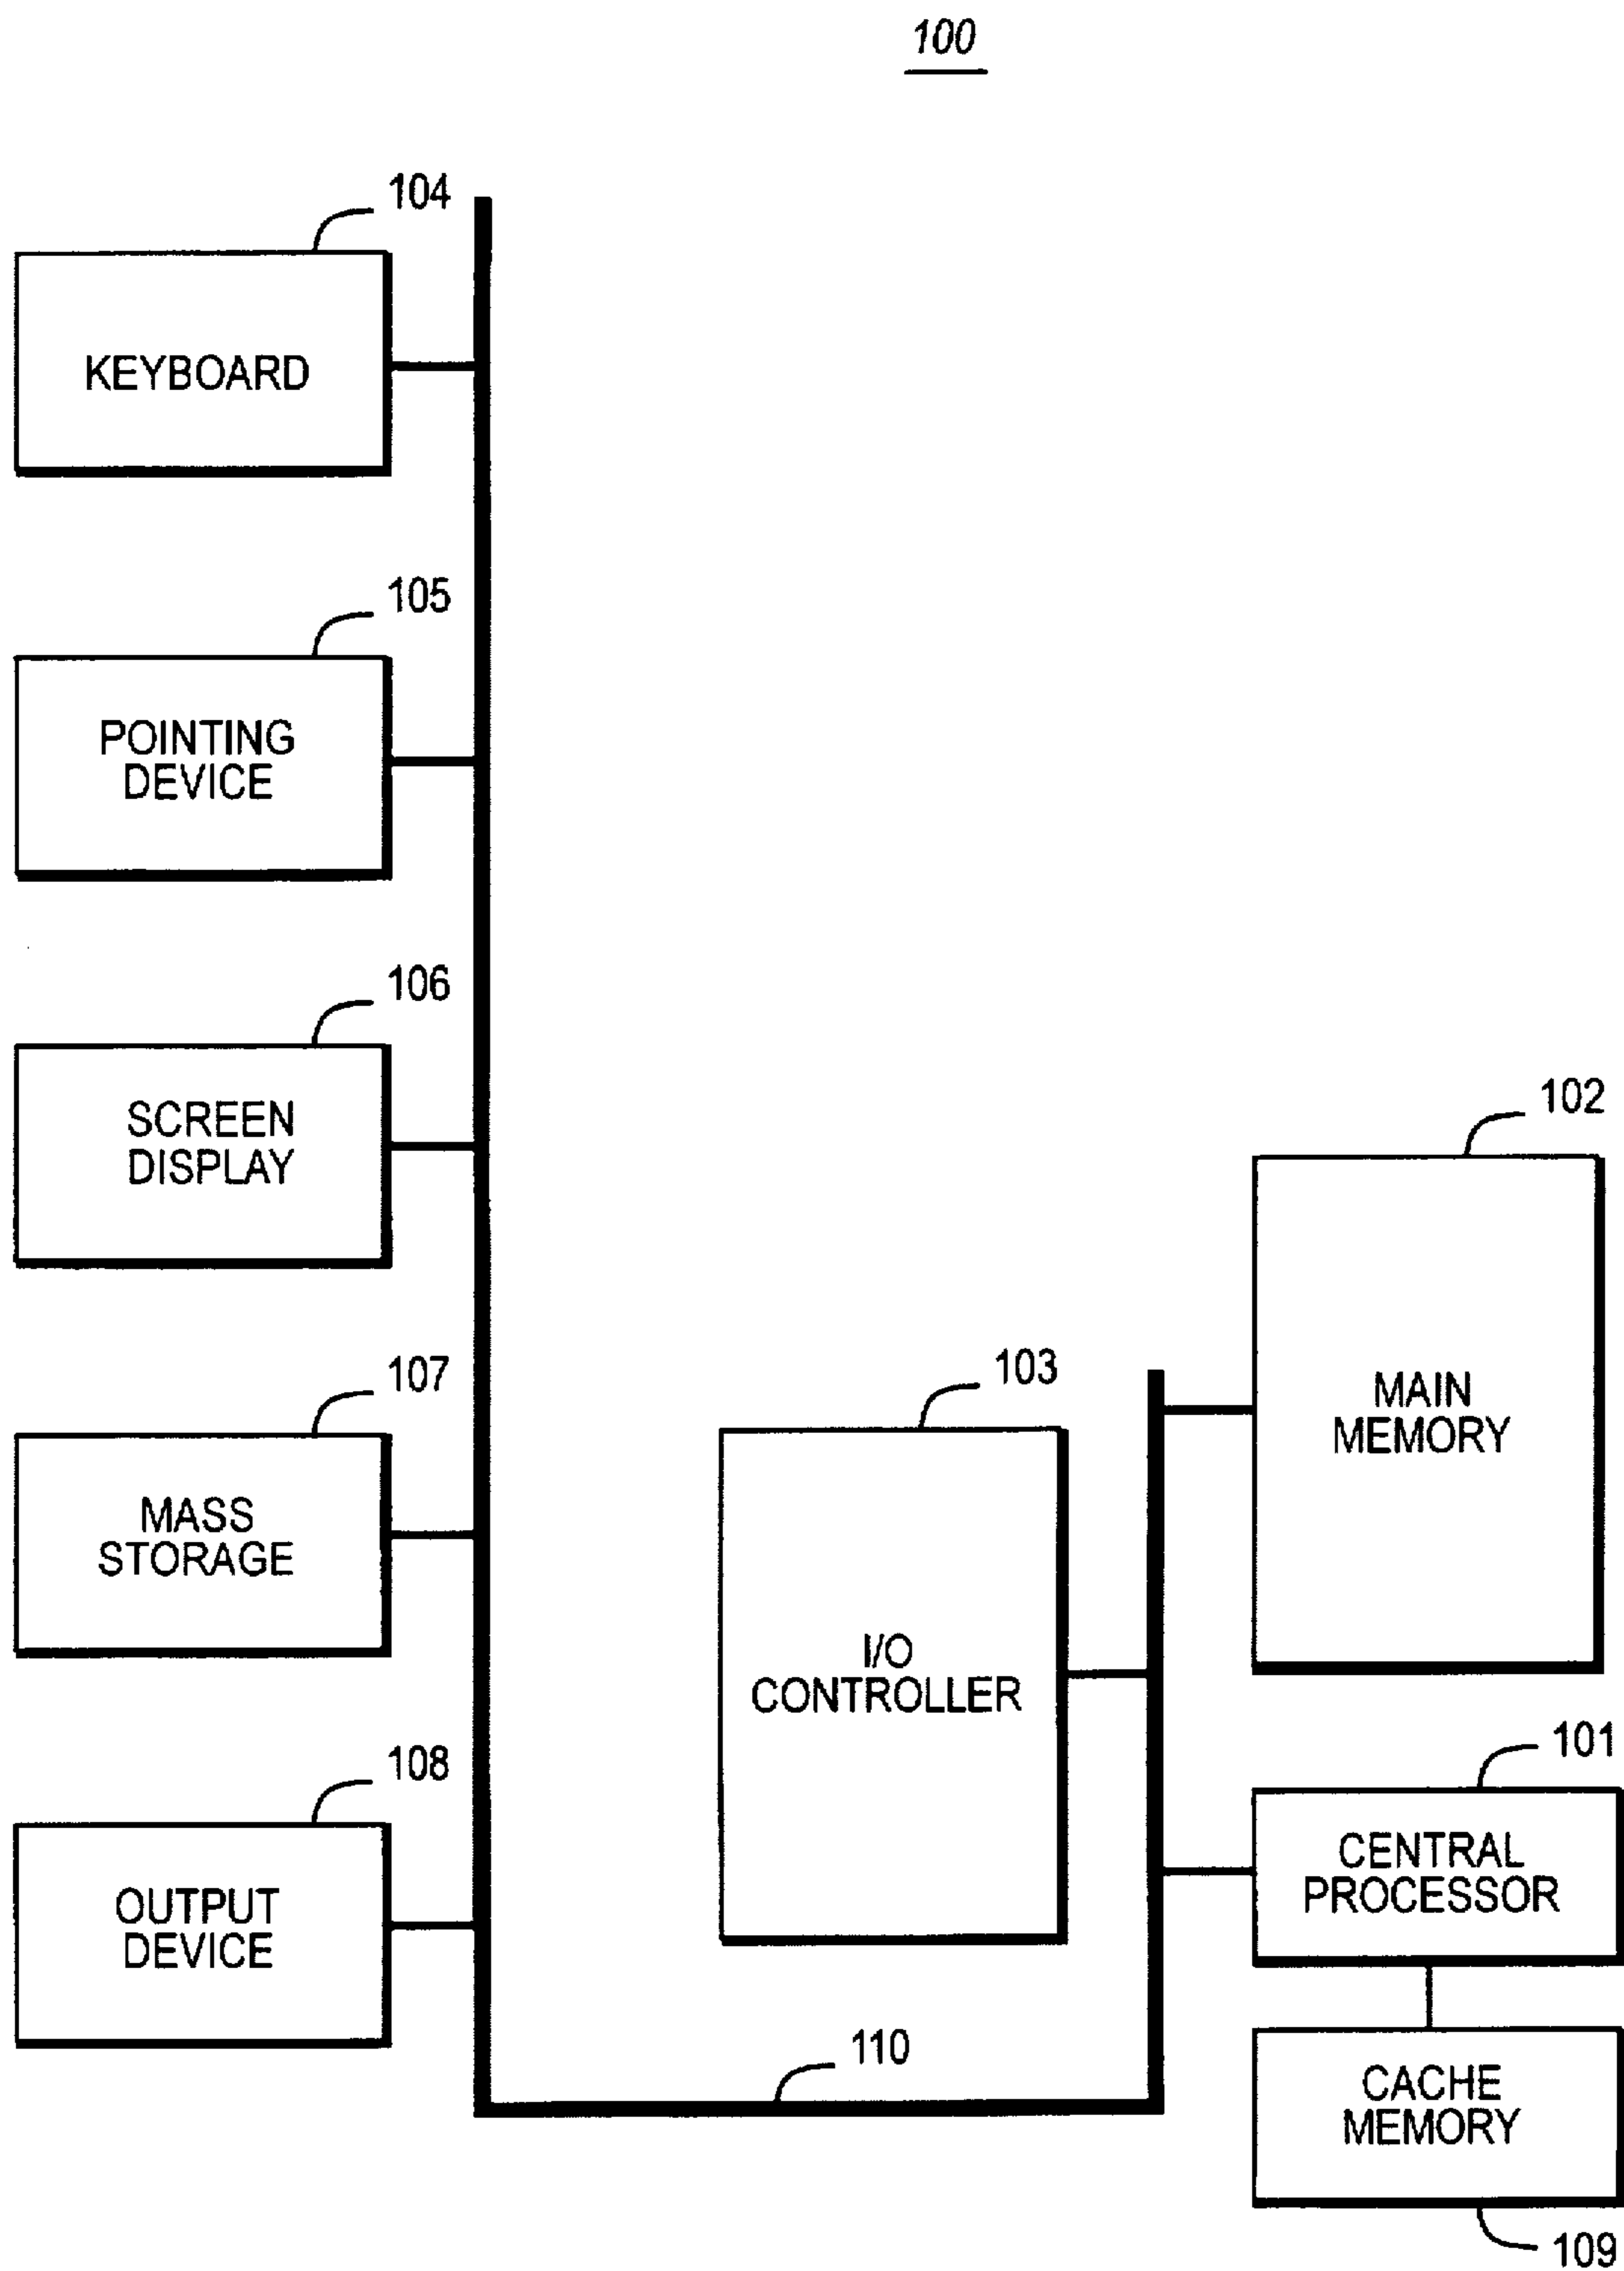 100
104
KEYBOARD
105
POINTING
DEVICE
106
SCREEN
DISPLAY
107
MASS
STORAGE
108
OUTPUT
DEVICE
103
I/O
CONTROLLER
102
MAIN
MEMORY
101
CENTRAL
PROCESSOR
110
CACHE
MEMORY
109